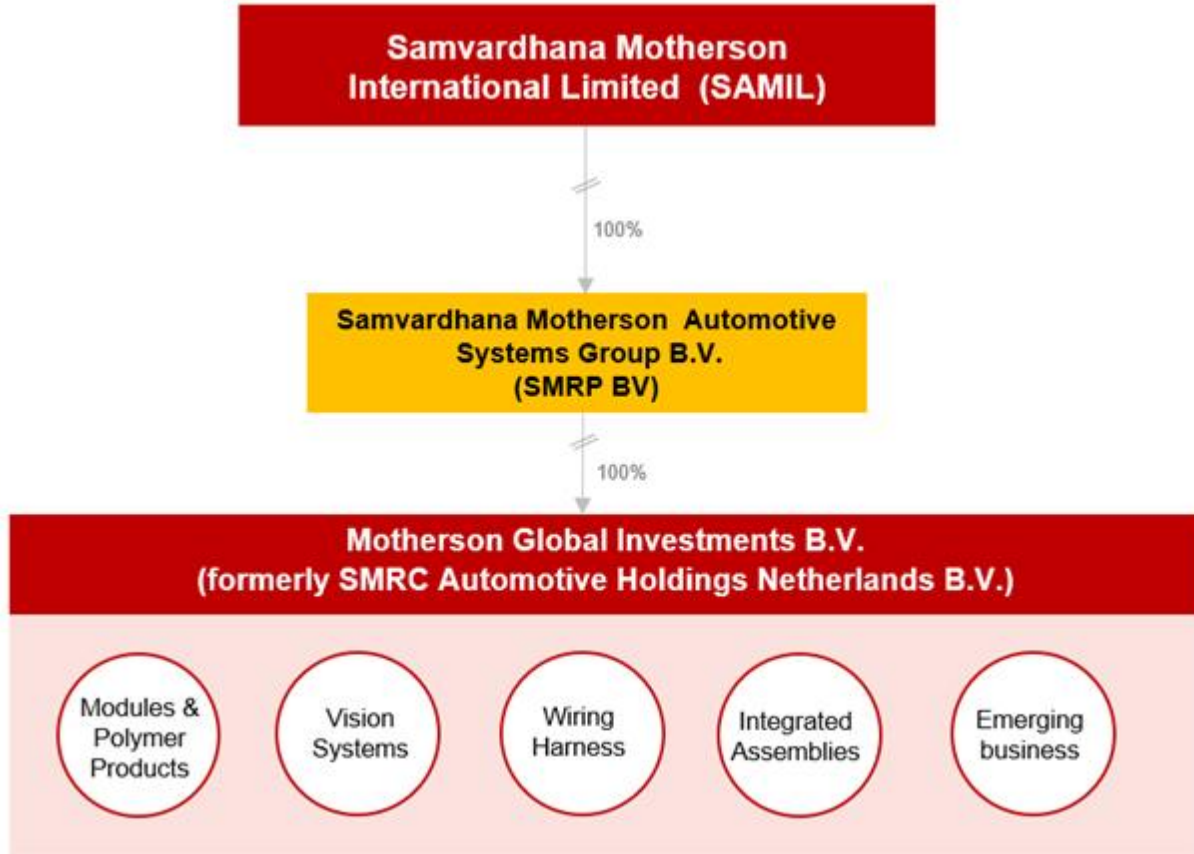 Samvardhana Motherson
International Limited (SAMIL)
100%
Samvardhana Motherson Automotive
Systems Group B.V.
(SMRP BV)
100%
Motherson Global Investments B.V.
(formerly SMRC Automotive Holdings Netherlands B.V.)
Modules &
Polymer
Products
Vision
Systems
Wiring
Harness
Integrated
Assemblies
Emerging
business